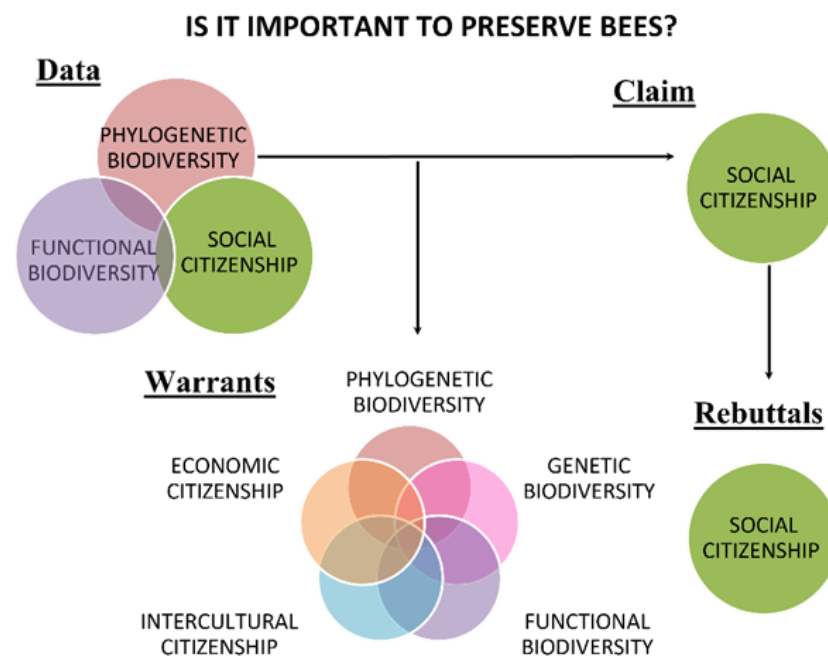 IS IT IMPORTANT TO PRESERVE BEES?
Data
PHYLOGENETIC
BIODIVERSITY
FUNCTIONAL
BIODIVERSITY
SOCIAL
CITIZENSHIP
Claim
SOCIAL
CITIZENSHIP
Warrants
PHYLOGENETIC
BIODIVERSITY
ECONOMIC
CITIZENSHIP
GENETIC
BIODIVERSITY
INTERCULTURAL
CITIZENSHIP
FUNCTIONAL
BIODIVERSITY
Rebuttals
SOCIAL
CITIZENSHIP